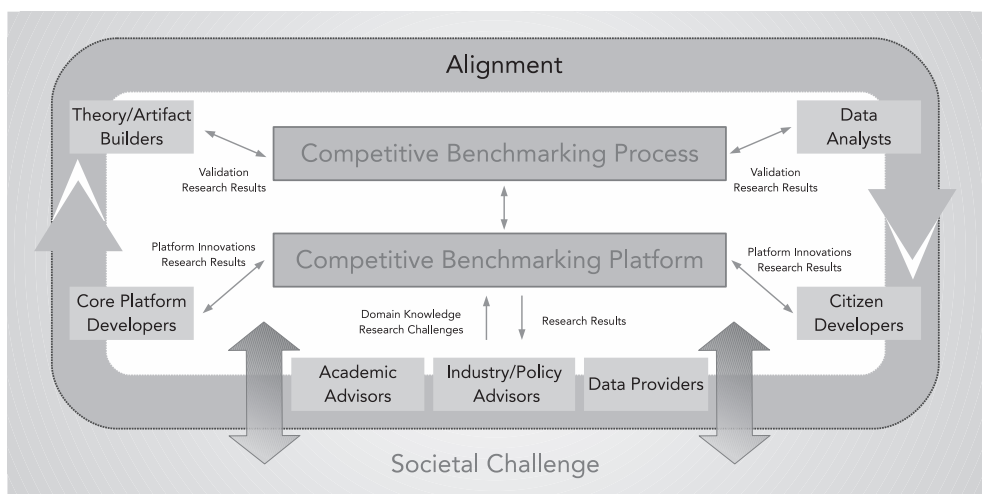 Alignment
Theory/Artifact
Builders
Data
Analysts
Competitive Benchmarking Process
Validation
Research Results
Validation
Research Results
Platform Innovations
Research Results
Platform Innovations
Research Results
Competitive Benchmarking Platform
Core Platform
Developers
Citizen
Developers
Domain Knowledge
Research Challenges
Research Results
Academic
Advisors
Industry/Policy
Advisors
Data Providers
Societal Challenge